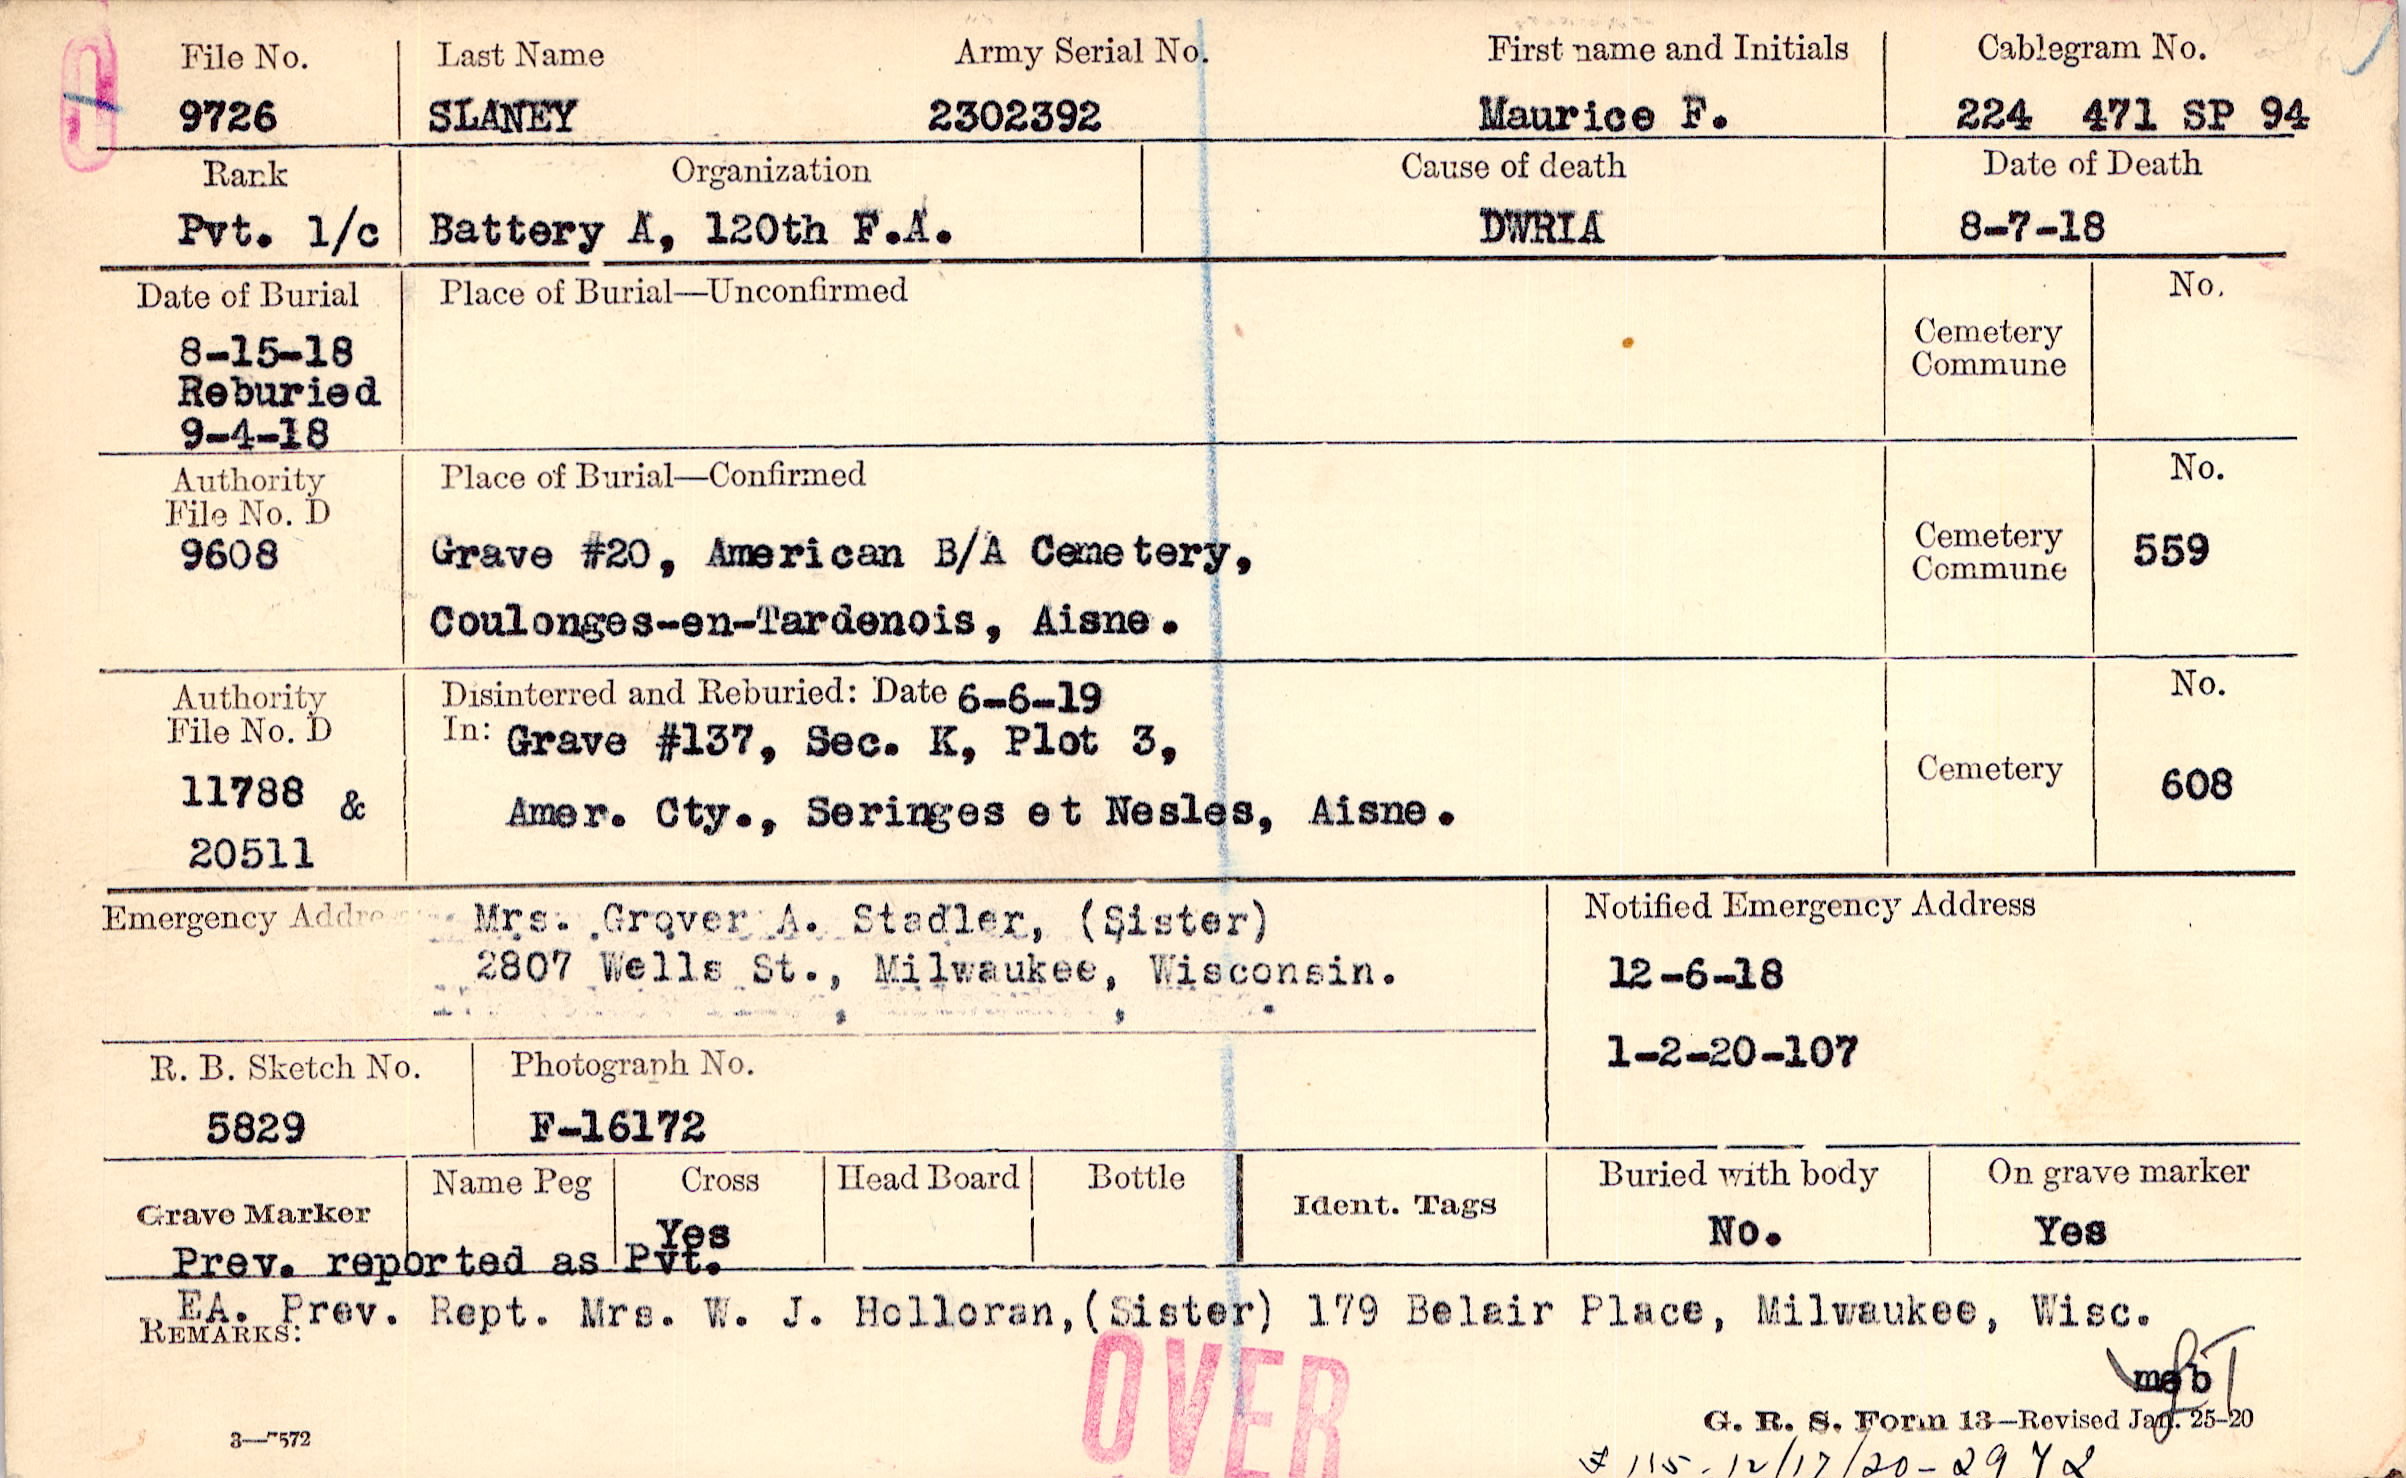 File No. Last Name Army Serial No. First name and Initials Cablegram No.
9726 SLANEY 2302392 Maurice F. 224 471 SP 94
Rank Organization Cause of death Date of Death
Pvt. 1/c Battery A, 120th F.A. DWRIA 8-7-18
Date of Burial Place of Burial—Unconfirmed No.
8-15-18
Reburied
9-4-18
Cemetery
Commune
Authority Place of Burial—Confirmed No.
File No. D
9608 Grave #20, American B/A Cemetery,
Coulonges-en-Tardenois, Aisne.
Cemetery
Commune
559
Authority Disinterred and Reburied: Date 6-6-19 No.
File No. D In: Grave #137, Sec. K, Plot 3,
11788 & Amer. Cty., Seringes et Nesles, Aisne. Cemetery 608
20511
Emergency Mrs. Grover A. Stadler, (Sister)
2807 Wells St., Milwaukee, Wisconsin.
Notified Emergency Address
12-6-18
1-2-20-107
R. B. Sketch No. Photograph No.
5829 F-16172
Grave Marker Name Peg Cross Head Board Bottle Ident. Tags Buried with body On grave marker
Yes No. Yes
Prev. reported as Pvt.
EA. Prev. Rept. Mrs. W. J. Holloran,(Sister) 179 Belair Place, Milwaukee, Wisc.
REMARKS:
OVER
G. R. S. Form 13—Revised Jan. 25-20